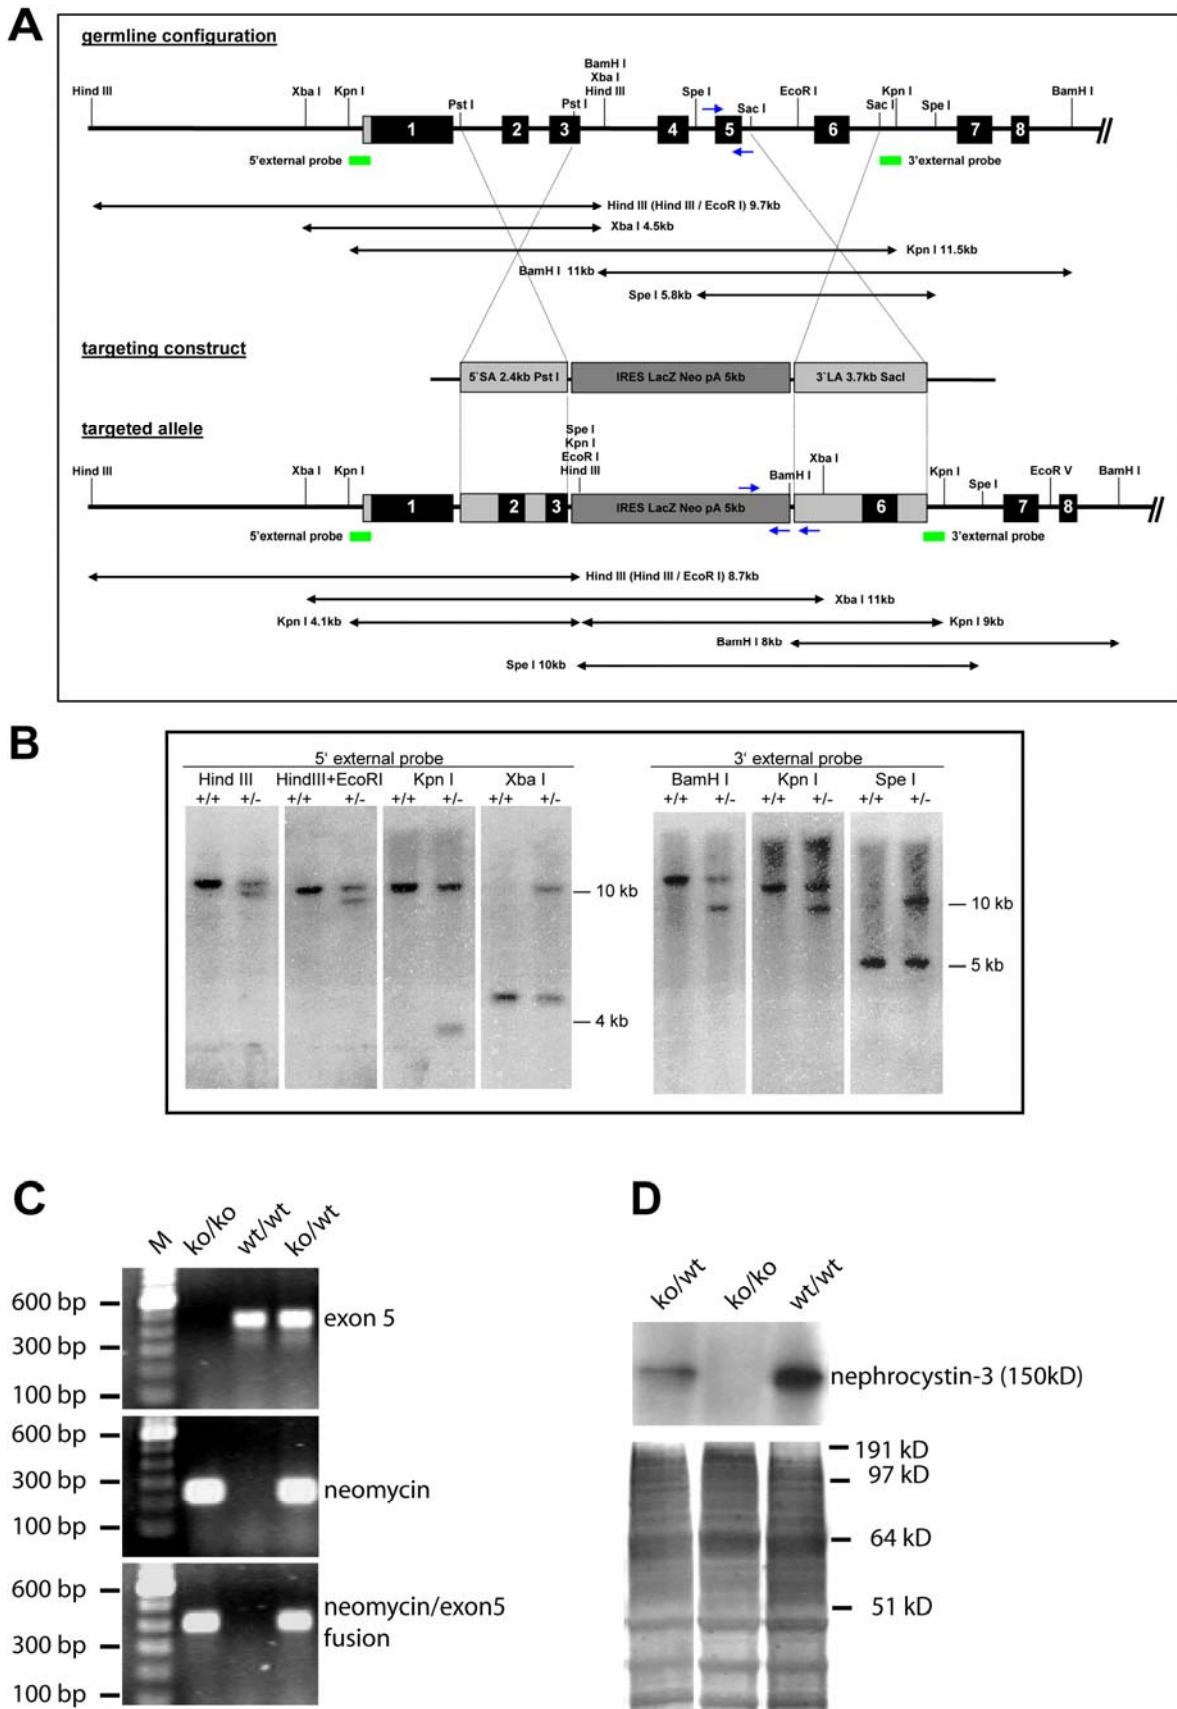 A
germline configuration
BamH I
Xba I
Hind III Xba I Kpn I Hind III Spe I EcoR I Kpn I BamH I
Pst I Pst I Sac I Sac I Spe I
1 2 3 4 5 6 7 8
5'external probe 3'external probe
Hind III (Hind III / EcoR I) 9.7kb
Xba I 4.5kb
Kpn I 11.5kb
BamH I 11kb
Spe I 5.8kb
targeting construct
5`SA 2.4kb Pst I IRES LacZ Neo pA 5kb 3`LA 3.7kb SacI
targeted allele
Spe I
Kpn I
EcoR I Xba I
Hind III Xba I Kpn I Hind III BamH I Kpn I Spe I EcoR V BamH I
1 2 3 IRES LacZ Neo pA 5kb 6 7 8
5'external probe 3'external probe
Hind III (Hind III / EcoR I) 8.7kb
Xba I 11kb
Kpn I 4.1kb Kpn I 9kb
BamH I 8kb
Spe I 10kb
B
5' external probe 3' external probe
Hind III HindIII+EcoRI Kpn I Xba I BamH I Kpn I Spe I
+/+ +/- +/+ +/- +/+ +/- +/+ +/- +/+ +/- +/+ +/- +/+ +/-
10 kb 10 kb
5 kb
4 kb
C
M ko/ko wt/wt ko/wt
600 bp exon 5
300 bp
100 bp
600 bp
300 bp neomycin
100 bp
600 bp neomycin/exon5
300 bp fusion
100 bp
D
ko/wt ko/ko wt/wt
nephrocystin-3 (150kD)
191 kD
97 kD
64 kD
51 kD